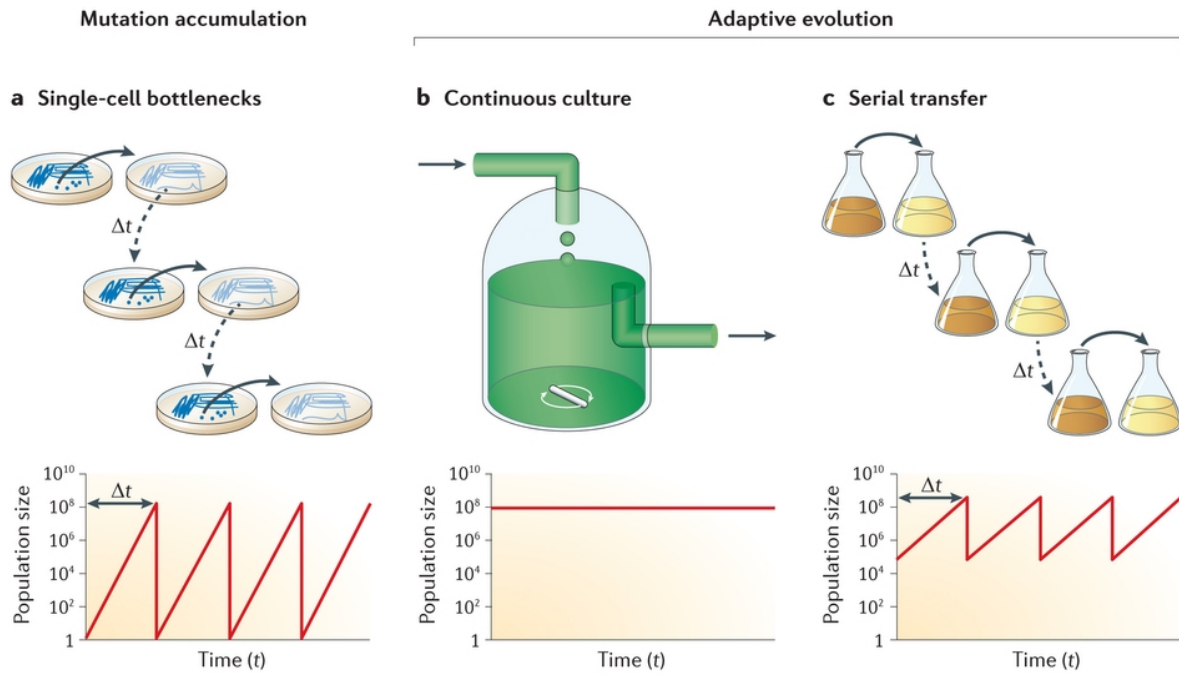 Mutation accumulation
Adaptive evolution
a Single-cell bottlenecks
b Continuous culture
c Serial transfer
Δt
Δt
Δt
Δt
Population size
10¹⁰
10⁸
10⁶
10⁴
10²
1
Δt
Time (t)
Population size
10¹⁰
10⁸
10⁶
10⁴
10²
1
Time (t)
Population size
10¹⁰
10⁸
10⁶
10⁴
10²
1
Δt
Time (t)